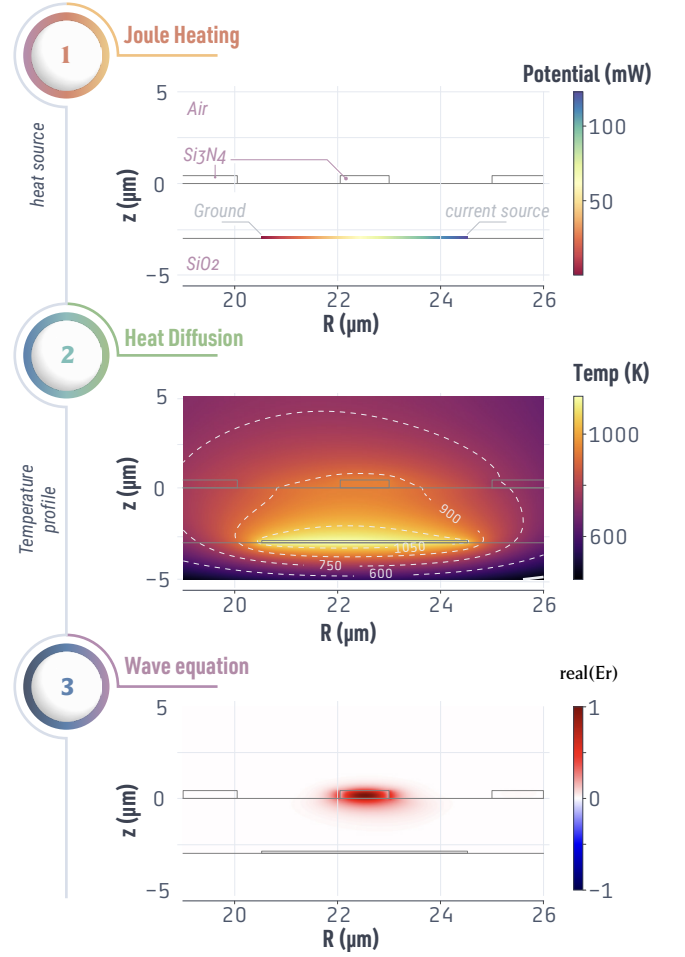 1
Joule Heating
Potential (mW)
heat source
5
Air
Si3N4
0
Ground
current source
SiO2
−5
z (µm)
20
22
24
26
R (µm)
100
50
2
Heat Diffusion
Temp (K)
Temperature
profile
5
0
−5
z (µm)
900
1050
750
600
20
22
24
26
R (µm)
1000
600
3
Wave equation
real(Er)
5
0
−5
z (µm)
20
22
24
26
R (µm)
1
0
−1